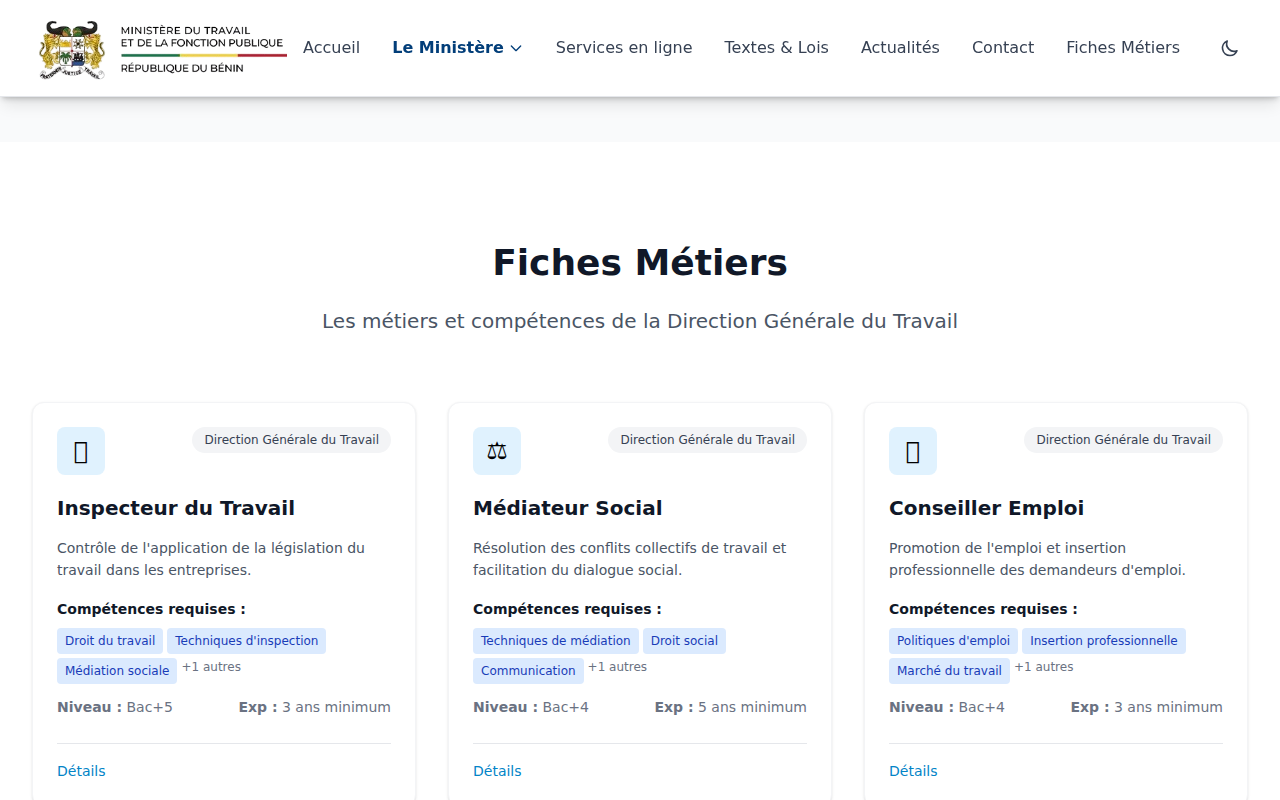 MINISTÈRE DU TRAVAIL
ET DE LA FONCTION PUBLIQUE
RÉPUBLIQUE DU BÉNIN
Accueil Le Ministère Services en ligne Textes & Lois Actualités Contact Fiches Métiers
Fiches Métiers
Les métiers et compétences de la Direction Générale du Travail
Direction Générale du Travail
Inspecteur du Travail
Contrôle de l'application de la législation du
travail dans les entreprises.
Compétences requises :
Droit du travail Techniques d'inspection
Médiation sociale +1 autres
Niveau : Bac+5 Exp : 3 ans minimum
Détails
Direction Générale du Travail
Médiateur Social
Résolution des conflits collectifs de travail et
facilitation du dialogue social.
Compétences requises :
Techniques de médiation Droit social
Communication +1 autres
Niveau : Bac+4 Exp : 5 ans minimum
Détails
Direction Générale du Travail
Conseiller Emploi
Promotion de l'emploi et insertion
professionnelle des demandeurs d'emploi.
Compétences requises :
Politiques d'emploi Insertion professionnelle
Marché du travail +1 autres
Niveau : Bac+4 Exp : 3 ans minimum
Détails